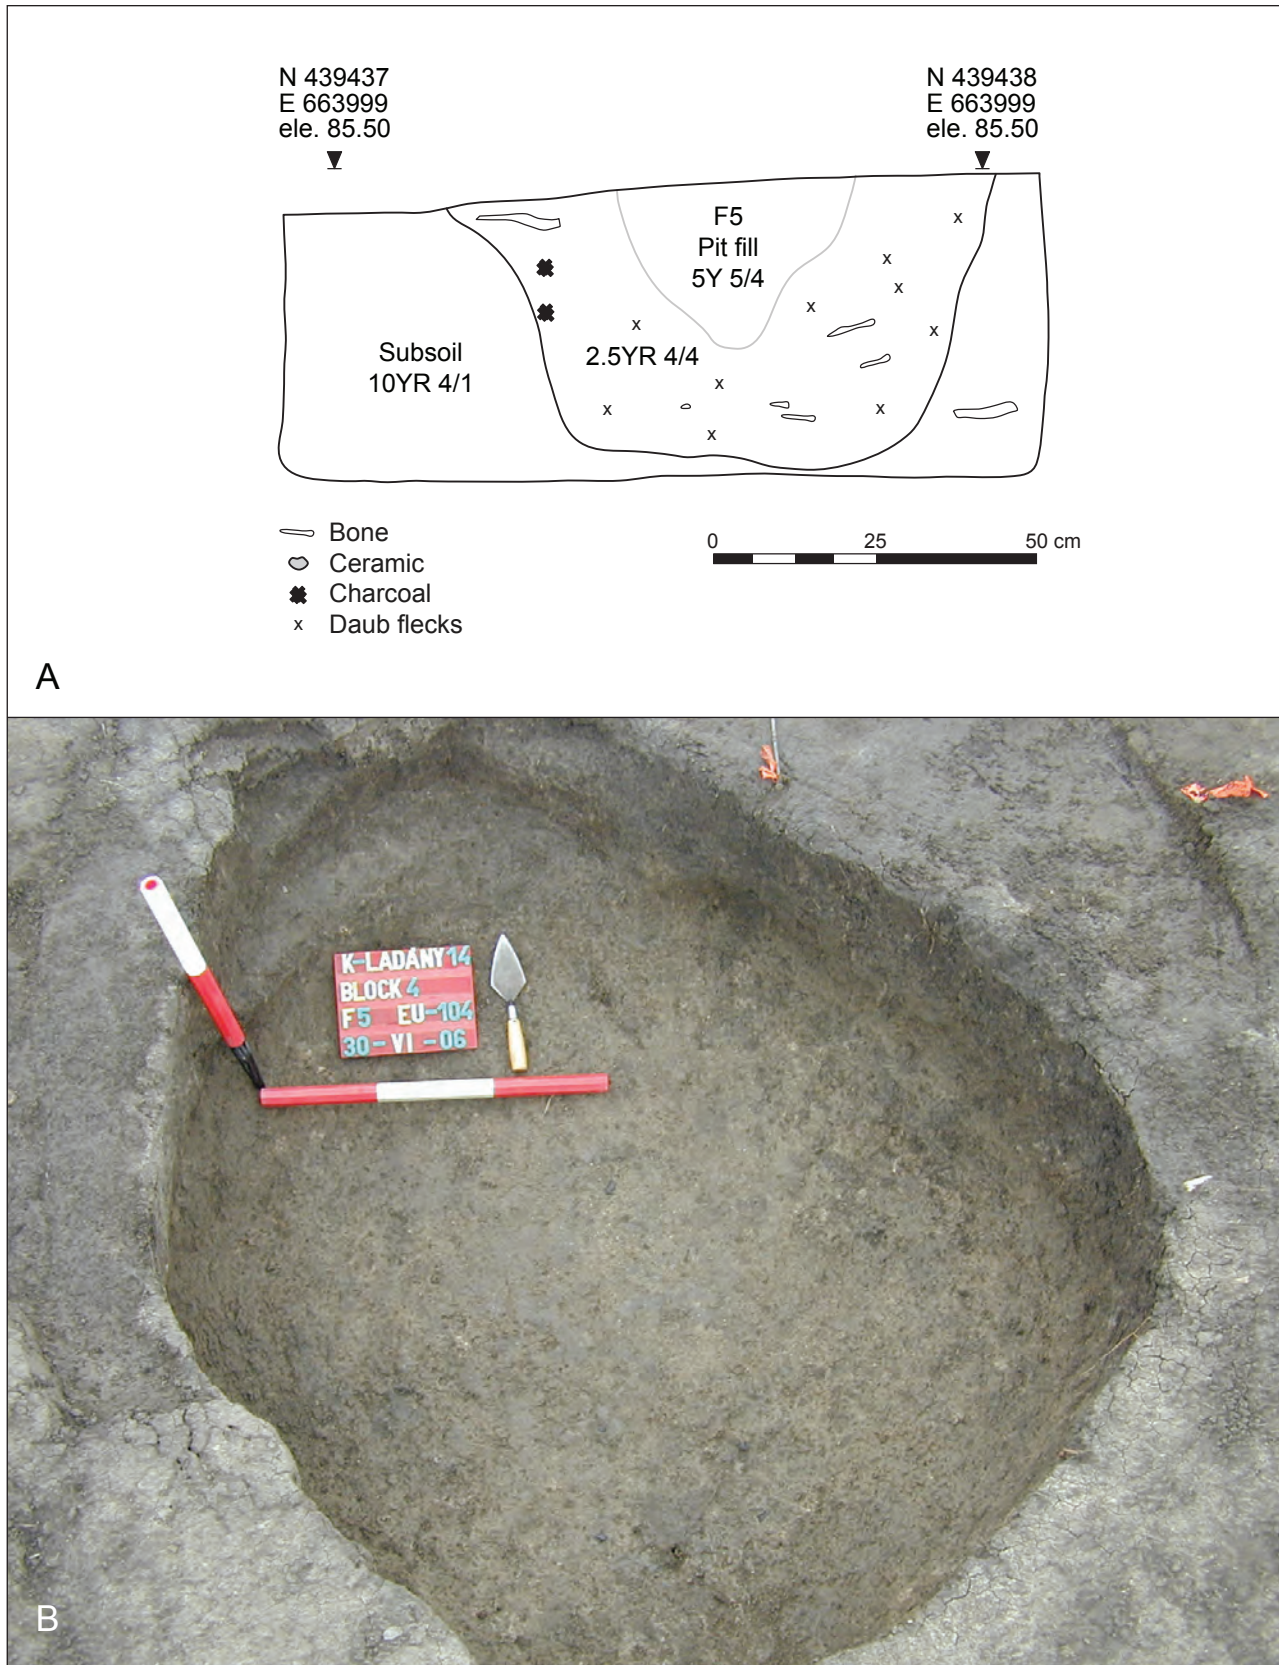 N 439437
E 663999
ele. 85.50
N 439438
E 663999
ele. 85.50
F5
Pit fill
5Y 5/4
Subsoil
10YR 4/1
2.5YR 4/4
x Daub flecks
Bone
Ceramic
Charcoal
0 25 50 cm
A
K-LADÁNY 14
BLOCK 4
F5 EU-104
30-VI-06
B